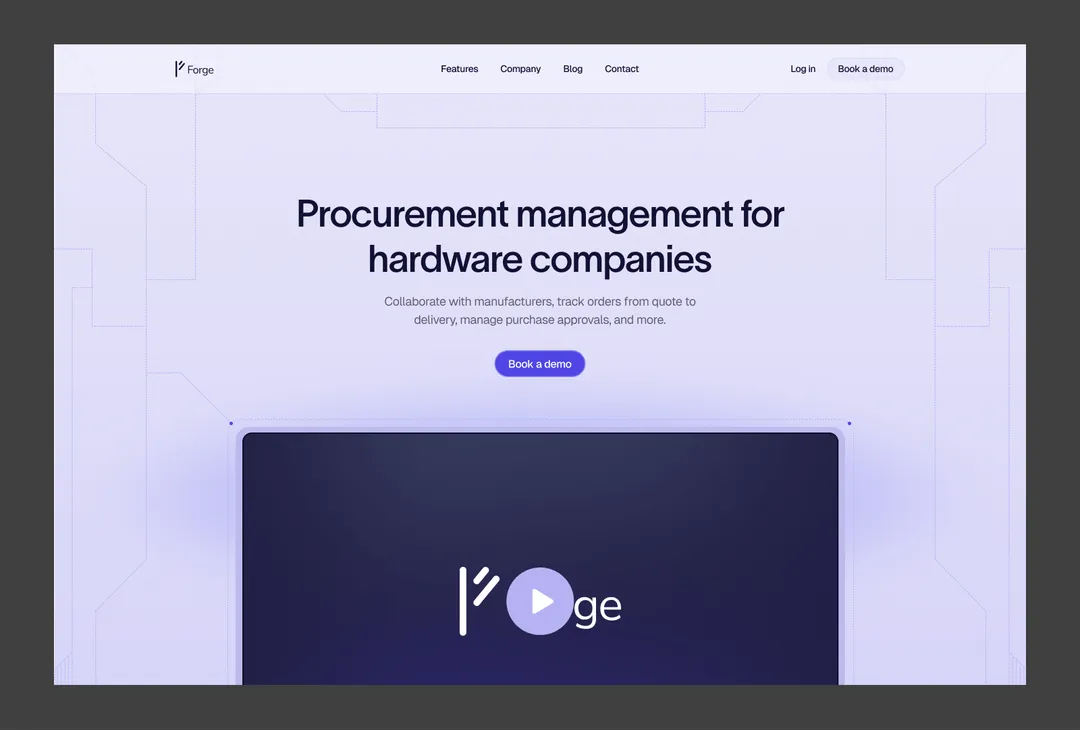 Forge
Features
Company
Blog
Contact
Log in
Book a demo
Procurement management for
hardware companies
Collaborate with manufacturers, track orders from quote to
delivery, manage purchase approvals, and more.
Book a demo
ge